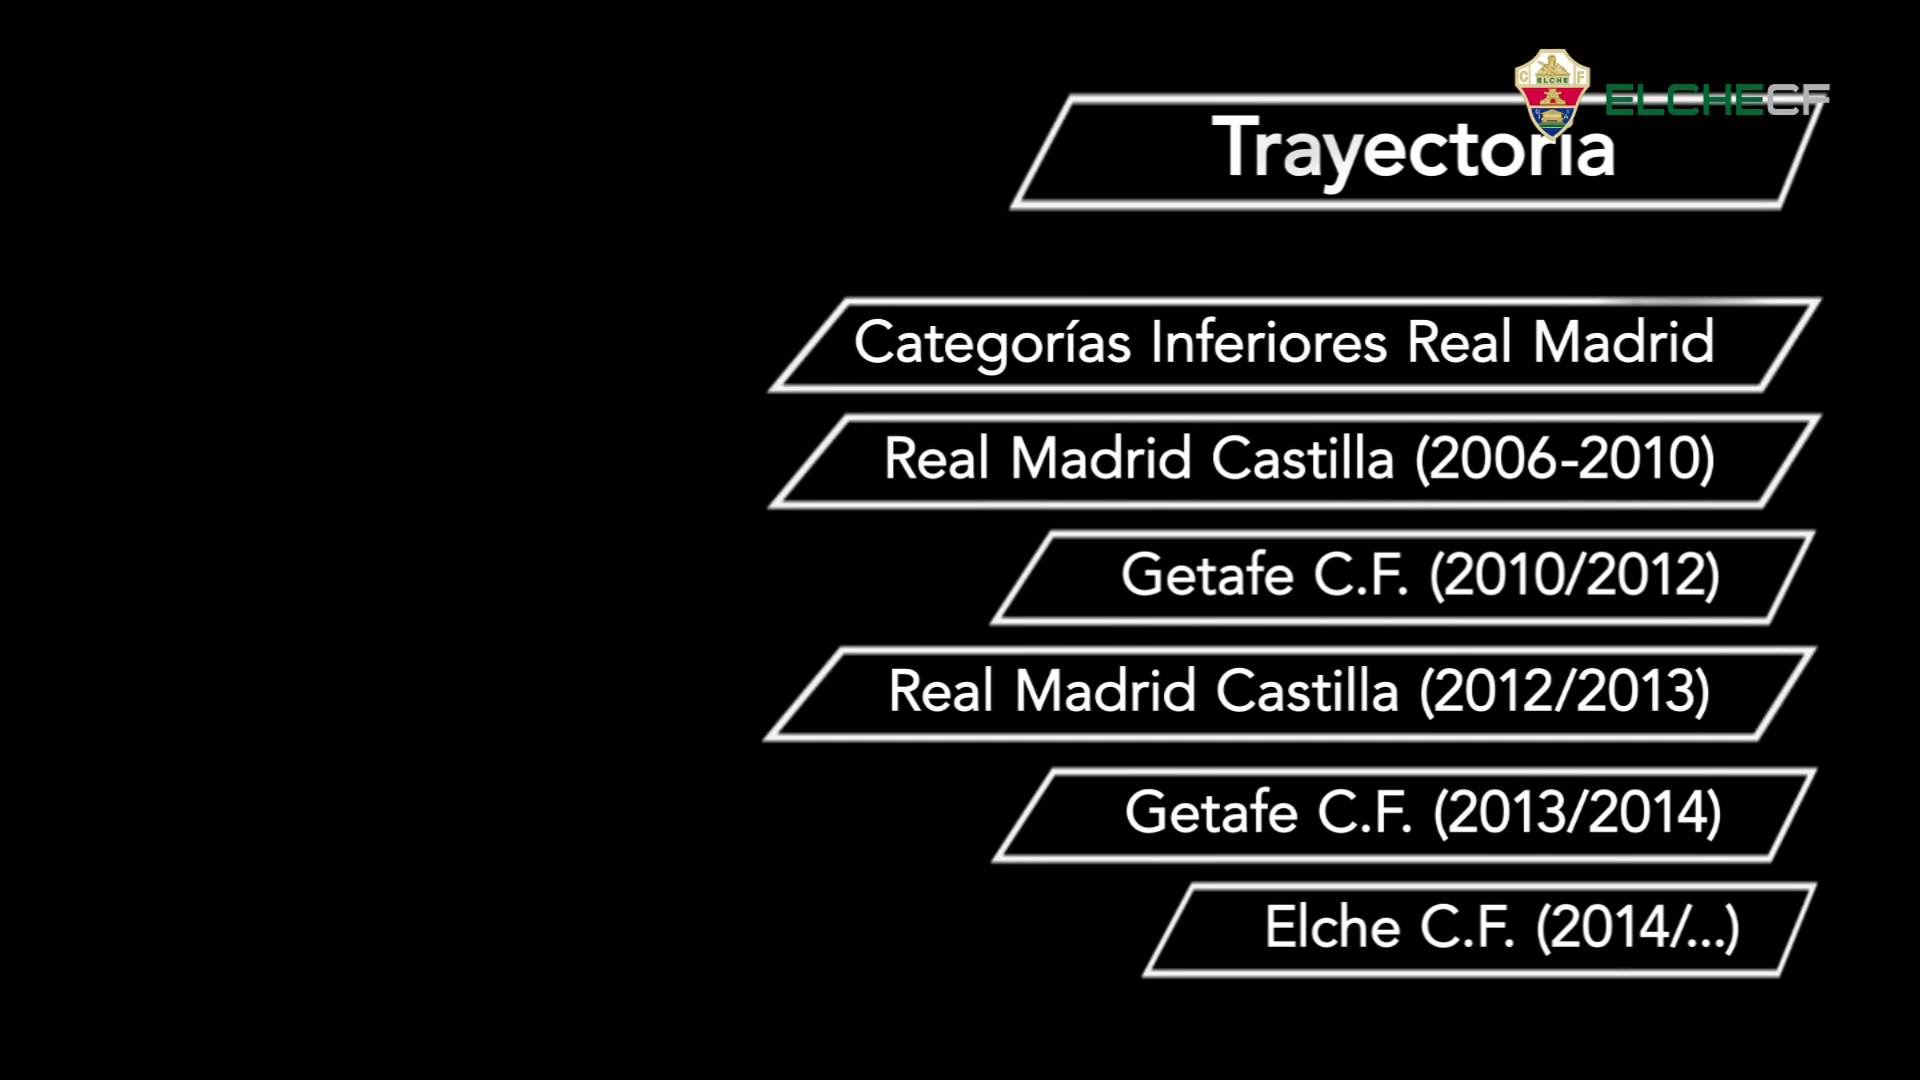 C F
ELCHE
ELCHECF
Trayectoria
Categorías Inferiores Real Madrid
Real Madrid Castilla (2006-2010)
Getafe C.F. (2010/2012)
Real Madrid Castilla (2012/2013)
Getafe C.F. (2013/2014)
Elche C.F. (2014/...)